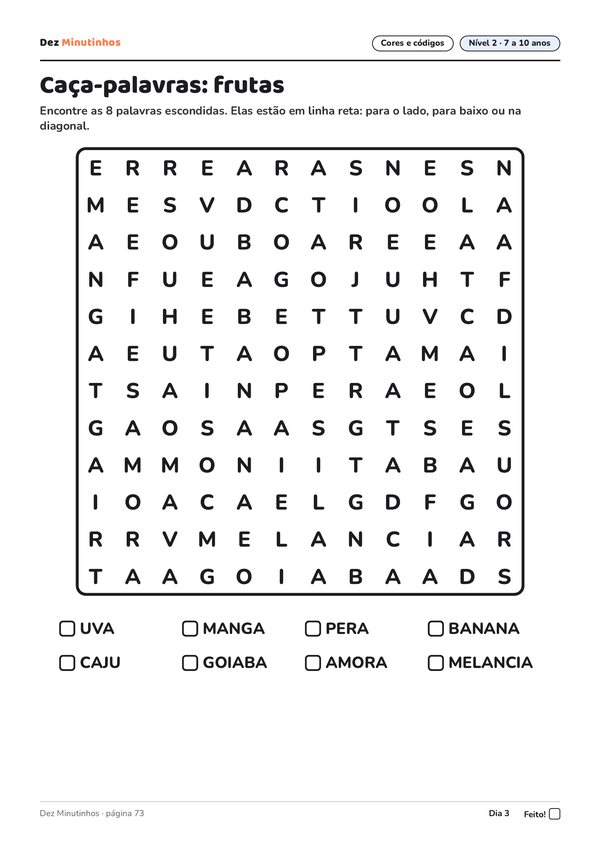 Dez Minutinhos
Cores e códigos
Nível 2 · 7 a 10 anos
Caça-palavras: frutas
Encontre as 8 palavras escondidas. Elas estão em linha reta: para o lado, para baixo ou na
diagonal.
E R R E A R A S N E S N
M E S V D C T I O O L A
A E O U B O A R E E A A
N F U E A G O J U H T F
G I H E B E T T U V C D
A E U T A O P T A M A I
T S A I N P E R A E O L
G A O S A A S G T S E S
A M M O N I I T A B A U
I O A C A E L G D F G O
R R V M E L A N C I A R
T A A G O I A B A A D S
UVA MANGA PERA BANANA
CAJU GOIABA AMORA MELANCIA
Dez Minutinhos · página 73
Dia 3 Feito!